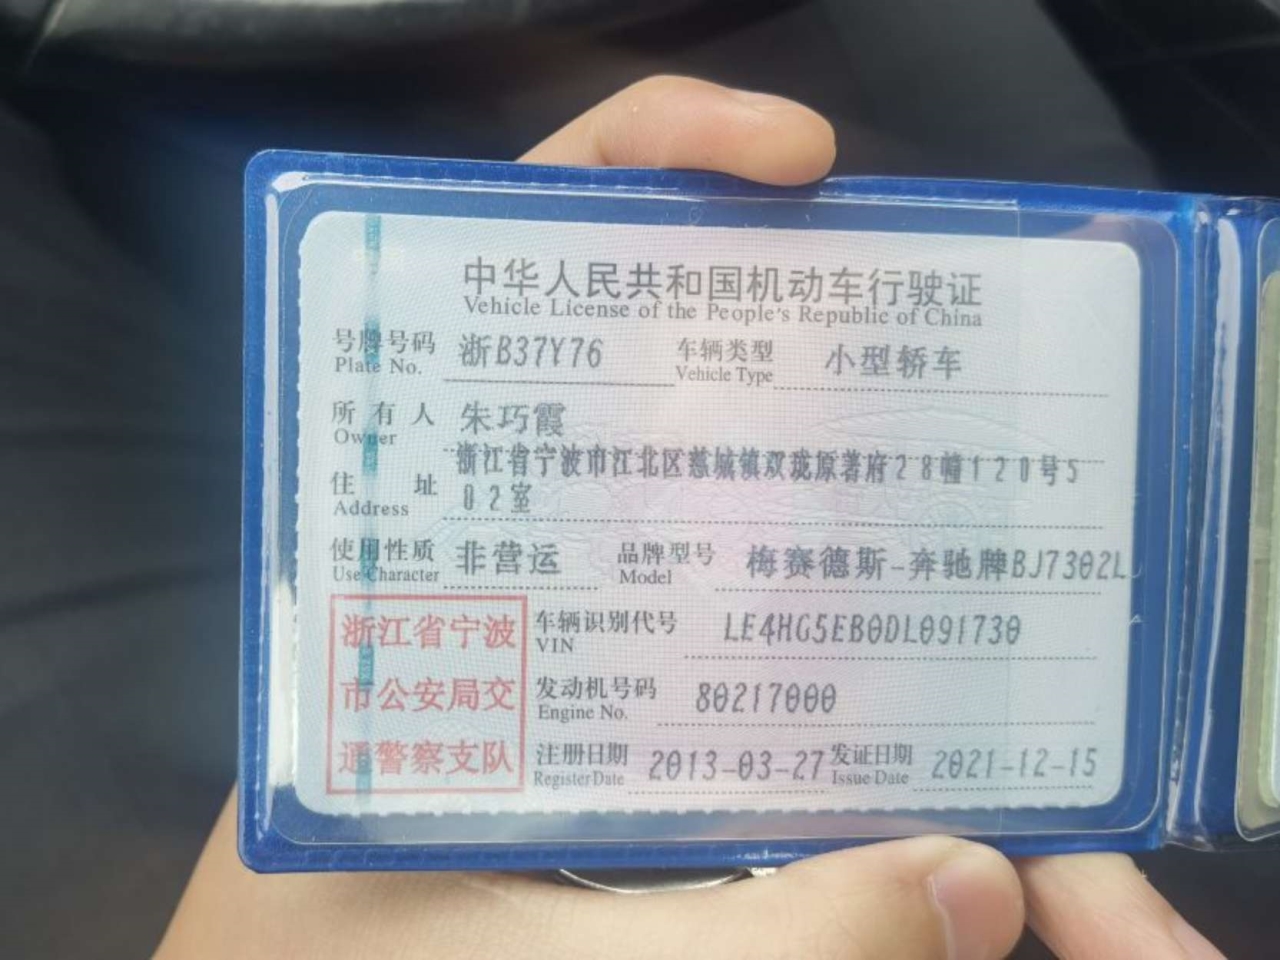 中华人民共和国机动车行驶证
Vehicle License of the People's Republic of China
号牌号码 浙B37Y76 车辆类型 小型轿车
Plate No. Vehicle Type
所有人 朱巧霞
Owner
浙江省宁波市江北区慈城镇双珑原著府28幢120号5
住址 02室
Address
使用性质 非营运 品牌型号 梅赛德斯-奔驰牌BJ7302L
Use Character Model
浙江省宁波 车辆识别代号 LE4HG5EB0DL091730
VIN
市公安局交 发动机号码 80217000
Engine No.
通警察支队 注册日期 2013-03-27 发证日期 2021-12-15
Register Date Issue Date